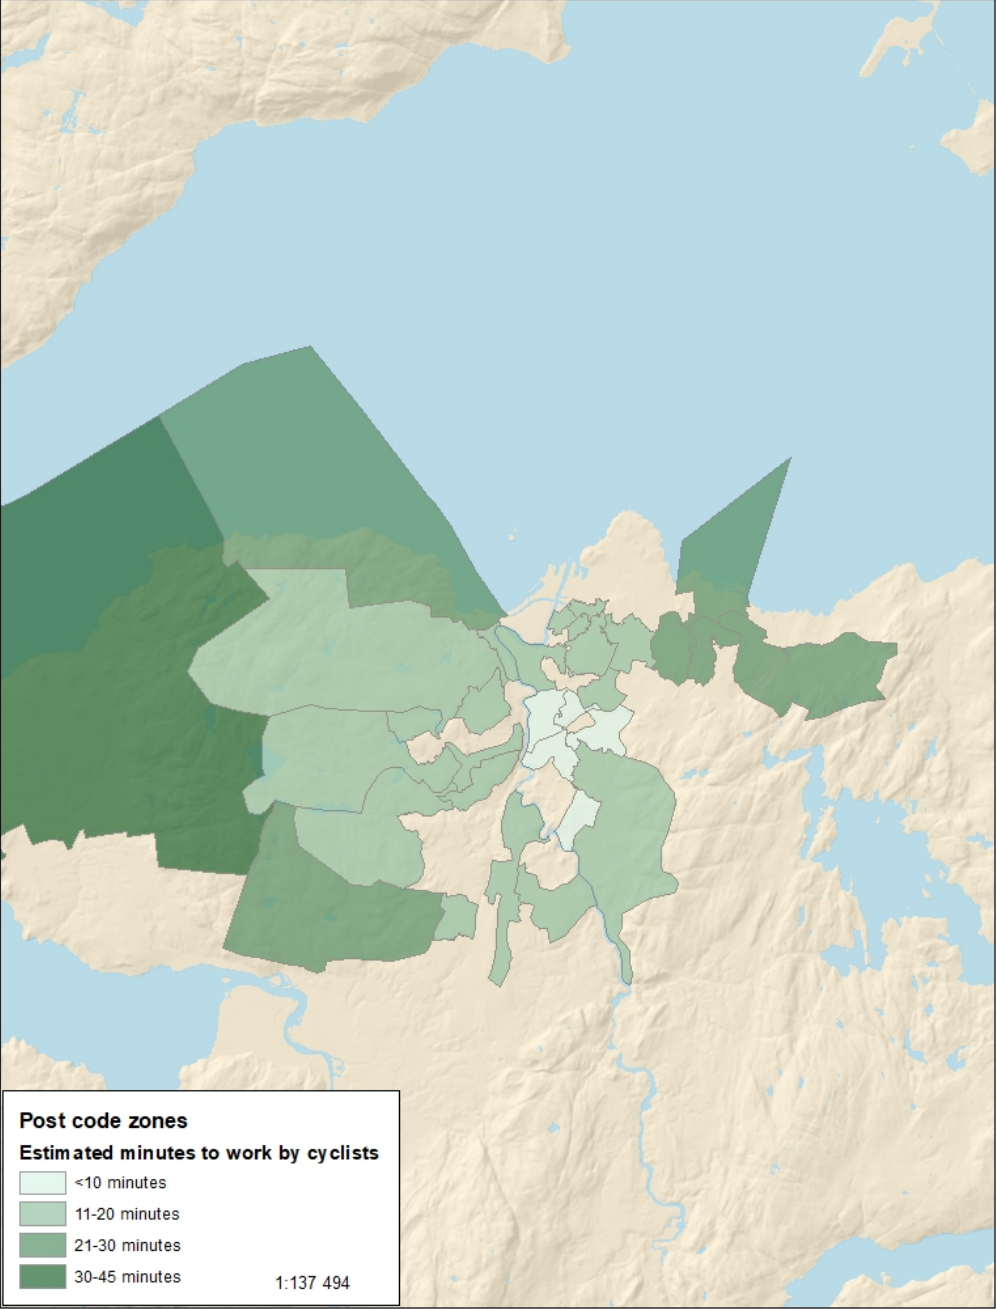 Post code zones
Estimated minutes to work by cyclists
<10 minutes
11-20 minutes
21-30 minutes
30-45 minutes
1:137 494